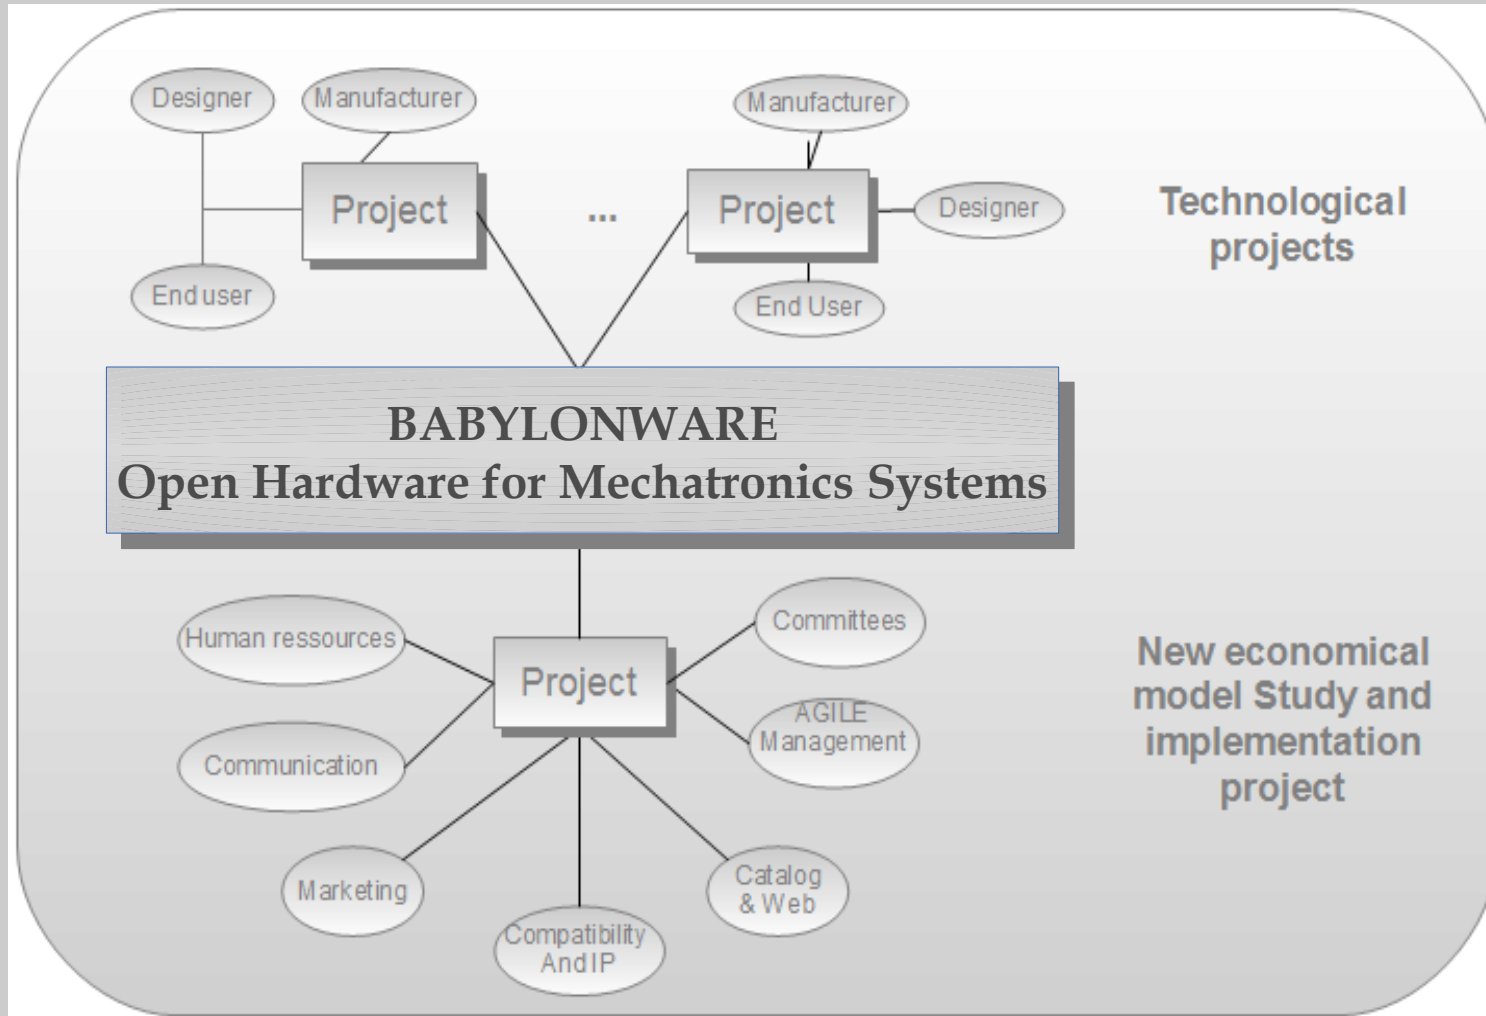 Designer
Manufacturer
Manufacturer
Project
...
Project
Designer
Technological
projects
End user
End User
BABYLONWARE
Open Hardware for Mechatronics Systems
Human ressources
Committees
Project
New economical
model Study and
implementation
project
AGILE
Management
Communication
Marketing
Catalog
& Web
Compatibility
And IP